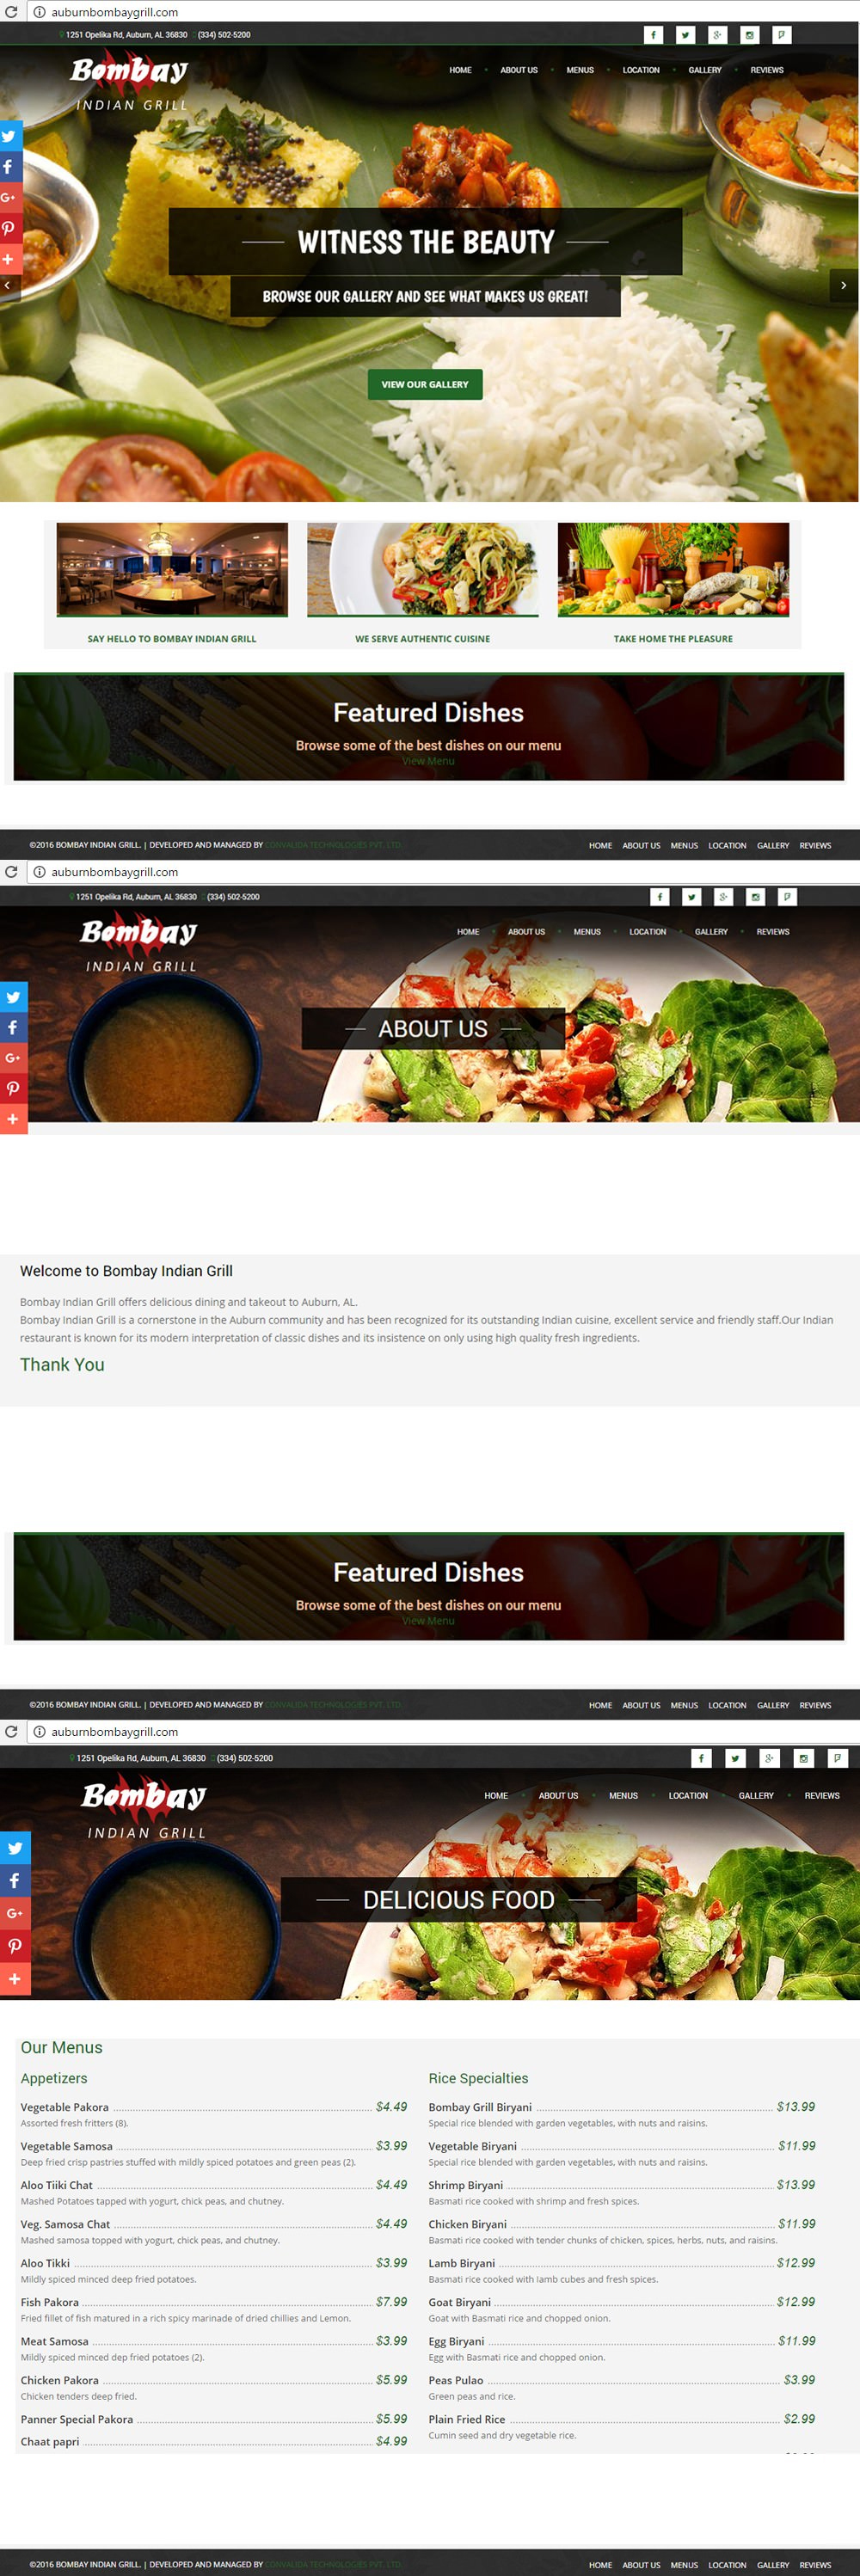 auburnbombaygrill.com
1251 Opelika Rd, Auburn, AL 36830 (334) 502-5200
Bombay
INDIAN GRILL
HOME ABOUT US MENUS LOCATION GALLERY REVIEWS
WITNESS THE BEAUTY
BROWSE OUR GALLERY AND SEE WHAT MAKES US GREAT!
VIEW OUR GALLERY
SAY HELLO TO BOMBAY INDIAN GRILL
WE SERVE AUTHENTIC CUISINE
TAKE HOME THE PLEASURE
Featured Dishes
Browse some of the best dishes on our menu
View Menu
©2016 BOMBAY INDIAN GRILL. | DEVELOPED AND MANAGED BY CONVALIDA TECHNOLOGIES PVT. LTD.
HOME ABOUT US MENUS LOCATION GALLERY REVIEWS
auburnbombaygrill.com
1251 Opelika Rd, Auburn, AL 36830 (334) 502-5200
Bombay
INDIAN GRILL
HOME ABOUT US MENUS LOCATION GALLERY REVIEWS
ABOUT US
Welcome to Bombay Indian Grill
Bombay Indian Grill offers delicious dining and takeout to Auburn, AL.
Bombay Indian Grill is a cornerstone in the Auburn community and has been recognized for its outstanding Indian cuisine, excellent service and friendly staff.Our Indian
restaurant is known for its modern interpretation of classic dishes and its insistence on only using high quality fresh ingredients.
Thank You
Featured Dishes
Browse some of the best dishes on our menu
View Menu
©2016 BOMBAY INDIAN GRILL. | DEVELOPED AND MANAGED BY CONVALIDA TECHNOLOGIES PVT. LTD.
HOME ABOUT US MENUS LOCATION GALLERY REVIEWS
auburnbombaygrill.com
1251 Opelika Rd, Auburn, AL 36830 (334) 502-5200
Bombay
INDIAN GRILL
HOME ABOUT US MENUS LOCATION GALLERY REVIEWS
DELICIOUS FOOD
Our Menus
Appetizers
Vegetable Pakora $4.49
Assorted fresh fritters (8).
Vegetable Samosa $3.99
Deep fried crisp pastries stuffed with mildly spiced potatoes and green peas (2).
Aloo Tiiki Chat $4.49
Mashed Potatoes tapped with yogurt, chick peas, and chutney.
Veg. Samosa Chat $4.49
Mashed samosa topped with yogurt, chick peas, and chutney.
Aloo Tikki $3.99
Mildly spiced minced deep fried potatoes.
Fish Pakora $7.99
Fried fillet of fish matured in a rich spicy marinade of dried chillies and Lemon.
Meat Samosa $3.99
Mildly spiced minced dep fried potatoes (2).
Chicken Pakora $5.99
Chicken tenders deep fried.
Panner Special Pakora $5.99
Chaat papri $4.99
Rice Specialties
Bombay Grill Biryani $13.99
Special rice blended with garden vegetables, with nuts and raisins.
Vegetable Biryani $11.99
Special rice blended with garden vegetables, with nuts and raisins.
Shrimp Biryani $13.99
Basmati rice cooked with shrimp and fresh spices.
Chicken Biryani $11.99
Basmati rice cooked with tender chunks of chicken, spices, herbs, nuts, and raisins.
Lamb Biryani $12.99
Basmati rice cooked with lamb cubes and fresh spices.
Goat Biryani $12.99
Goat with Basmati rice and chopped onion.
Egg Biryani $11.99
Egg with Basmati rice and chopped onion.
Peas Pulao $3.99
Green peas and rice.
Plain Fried Rice $2.99
Cumin seed and dry vegetable rice.
©2016 BOMBAY INDIAN GRILL. | DEVELOPED AND MANAGED BY CONVALIDA TECHNOLOGIES PVT. LTD.
HOME ABOUT US MENUS LOCATION GALLERY REVIEWS